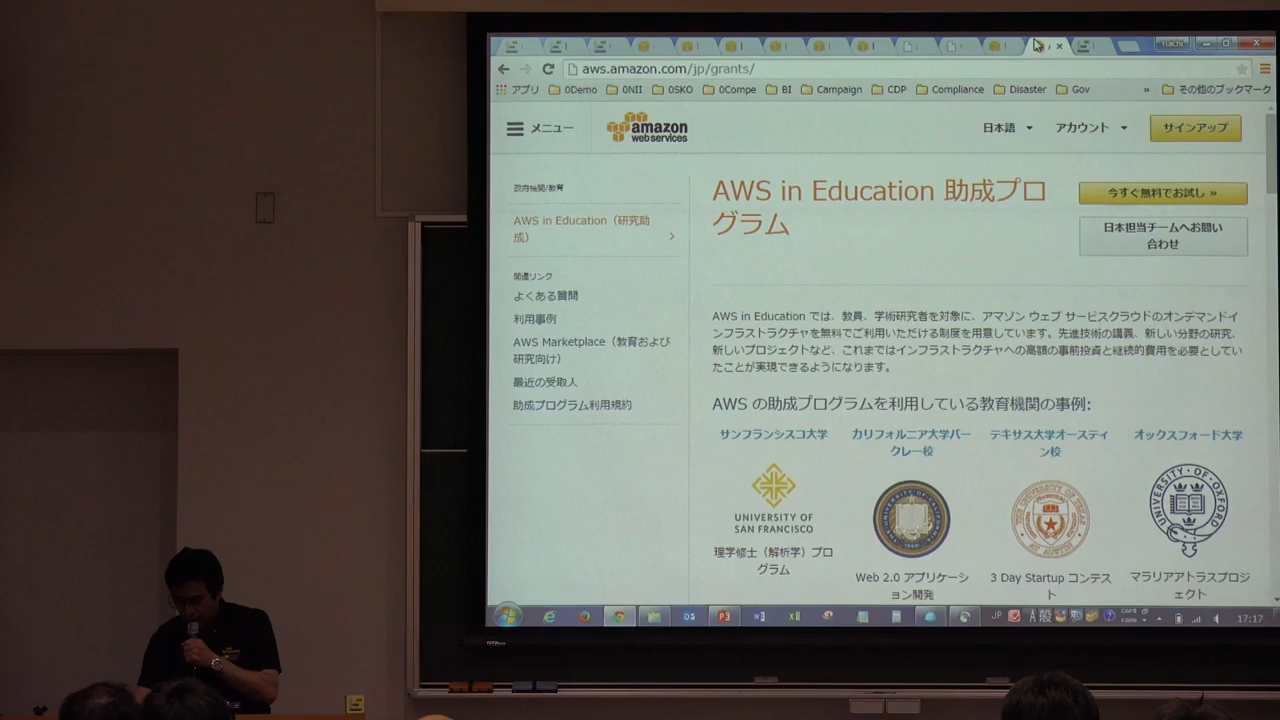 Yuichi
aws.amazon.com/jp/grants/
アプリ 0Demo 0NII 0SKO 0Compe BI Campaign CDP Compliance Disaster Gov » その他のブックマーク
メニュー
amazon
webservices
日本語
アカウント
サインアップ
政府機関/教育
AWS in Education（研究助
成）
関連リンク
よくある質問
利用事例
AWS Marketplace（教育および
研究向け）
最近の受取人
助成プログラム利用規約
AWS in Education 助成プロ
グラム
今すぐ無料でお試し »
日本担当チームへお問い
合わせ
AWS in Education では、教員、学術研究者を対象に、アマゾン ウェブ サービスクラウドのオンデマンドイ
ンフラストラクチャを無料でご利用いただける制度を用意しています。先進技術の講義、新しい分野の研究、
新しいプロジェクトなど、これまではインフラストラクチャへの高額の事前投資と継続的費用を必要としてい
たことが実現できるようになります。
AWS の助成プログラムを利用している教育機関の事例:
サンフランシスコ大学
UNIVERSITY OF
SAN FRANCISCO
理学修士（解析学）プロ
グラム
カリフォルニア大学バー
クレー校
Web 2.0 アプリケーシ
ョン開発
テキサス大学オースティ
ン校
3 Day Startup コンテス
ト
オックスフォード大学
UNIVERSITY OF OXFORD
マラリアアトラスプロジ
ェクト
JP
A 般
CAPS
KANA
17:17